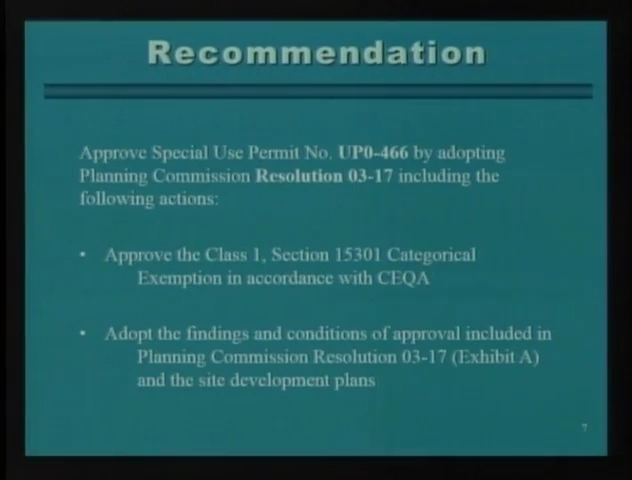 Recommendation
Approve Special Use Permit No. UP0-466 by adopting
Planning Commission Resolution 03-17 including the
following actions:
• Approve the Class 1, Section 15301 Categorical
Exemption in accordance with CEQA
• Adopt the findings and conditions of approval included in
Planning Commission Resolution 03-17 (Exhibit A)
and the site development plans
7